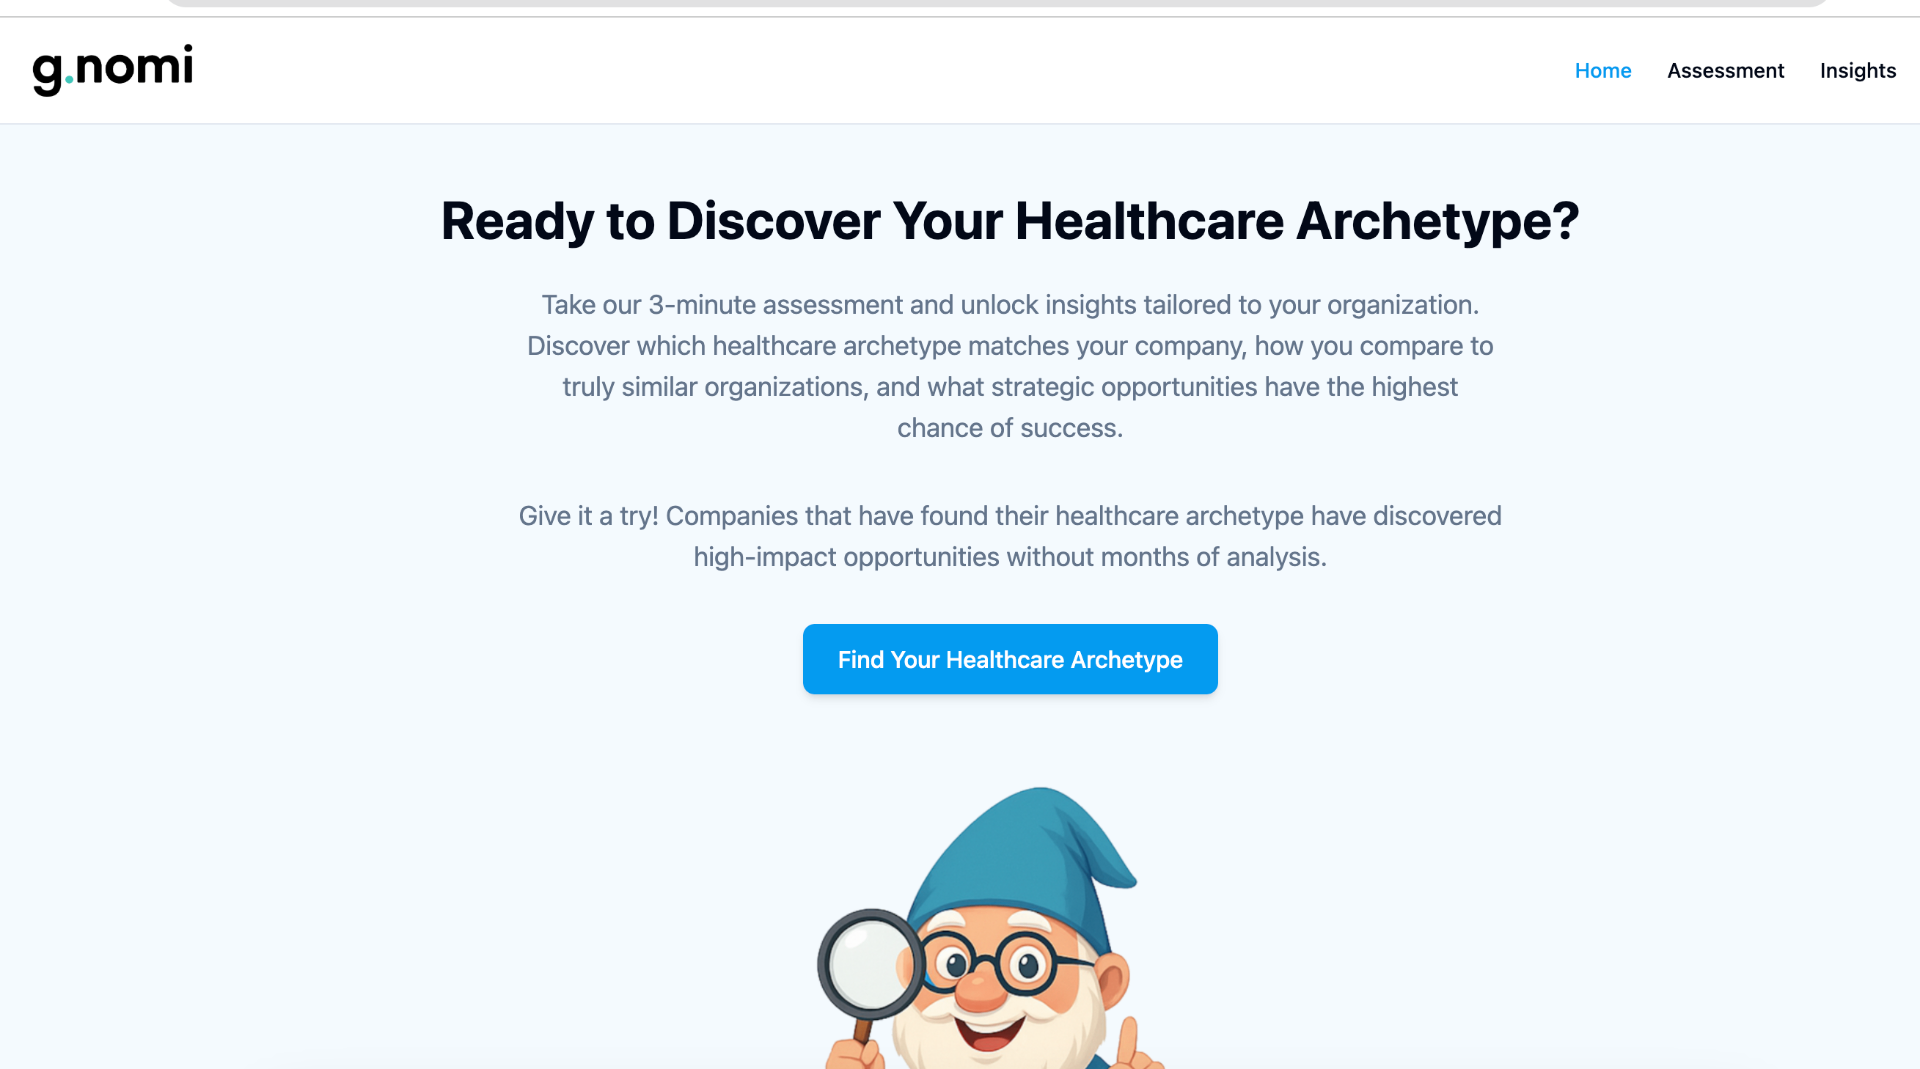 g.nomi
Home Assessment Insights
Ready to Discover Your Healthcare Archetype?
Take our 3-minute assessment and unlock insights tailored to your organization.
Discover which healthcare archetype matches your company, how you compare to
truly similar organizations, and what strategic opportunities have the highest
chance of success.
Give it a try! Companies that have found their healthcare archetype have discovered
high-impact opportunities without months of analysis.
Find Your Healthcare Archetype